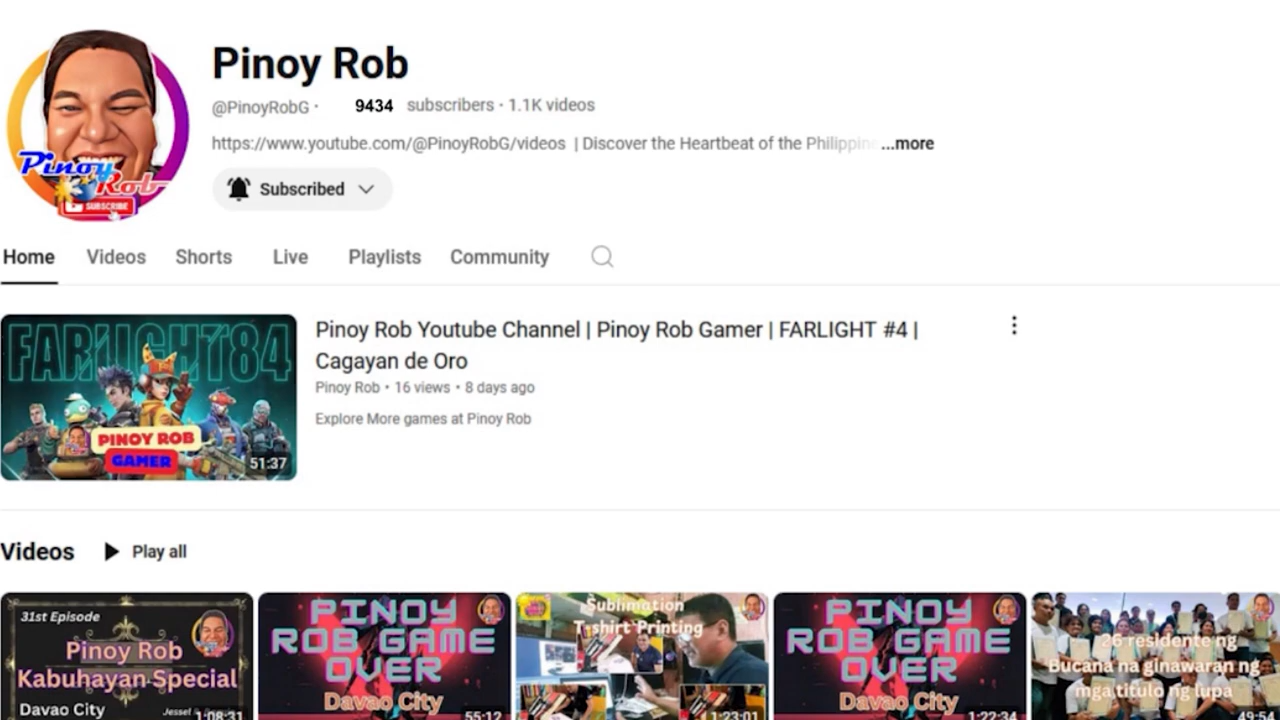 Pinoy Rob
@PinoyRobG · 9434 subscribers · 1.1K videos
https://www.youtube.com/@PinoyRobG/videos | Discover the Heartbeat of the Philippine ...more
Pinoy
Rob
SUBSCRIBE
Subscribed
Home Videos Shorts Live Playlists Community
FARLIGHT84
PINOY ROB
GAMER
51:37
Pinoy Rob Youtube Channel | Pinoy Rob Gamer | FARLIGHT #4 |
Cagayan de Oro
Pinoy Rob • 16 views • 8 days ago
Explore More games at Pinoy Rob
Videos Play all
31st Episode
Pinoy Rob
Kabuhayan Special
Davao City
Jessel
1:08:31
PINOY
ROB GAME
OVER
Davao City
55:12
Sublimation
T-shirt Printing
1:23:01
PINOY
ROB GAME
OVER
Davao City
1:22:34
26 residente ng
Bucana na ginawaran ng
mga titulo ng lupa
49:54